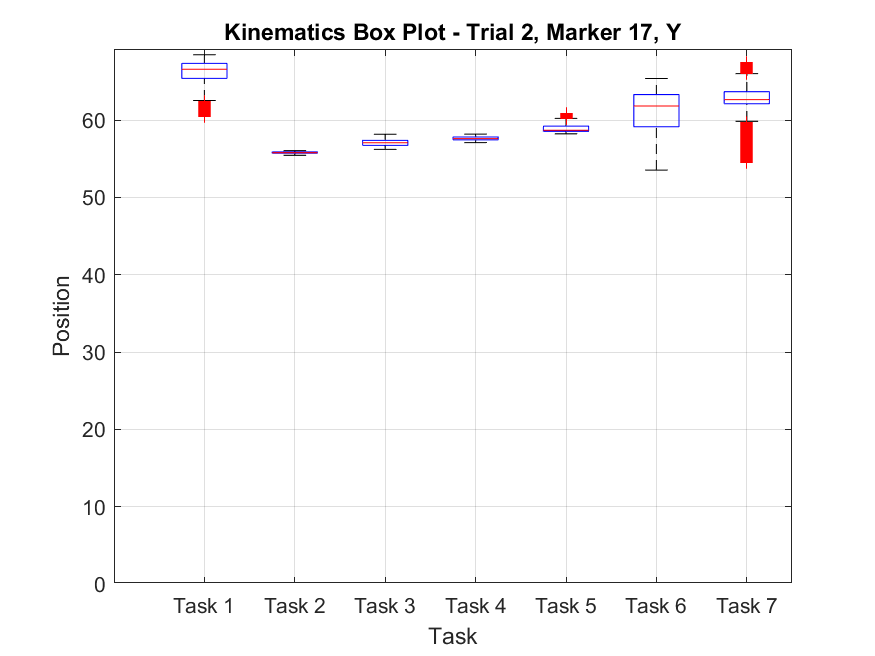 Kinematics Box Plot - Trial 2, Marker 17, Y
Position
60
50
40
30
20
10
0
Task 1 Task 2 Task 3 Task 4 Task 5 Task 6 Task 7
Task